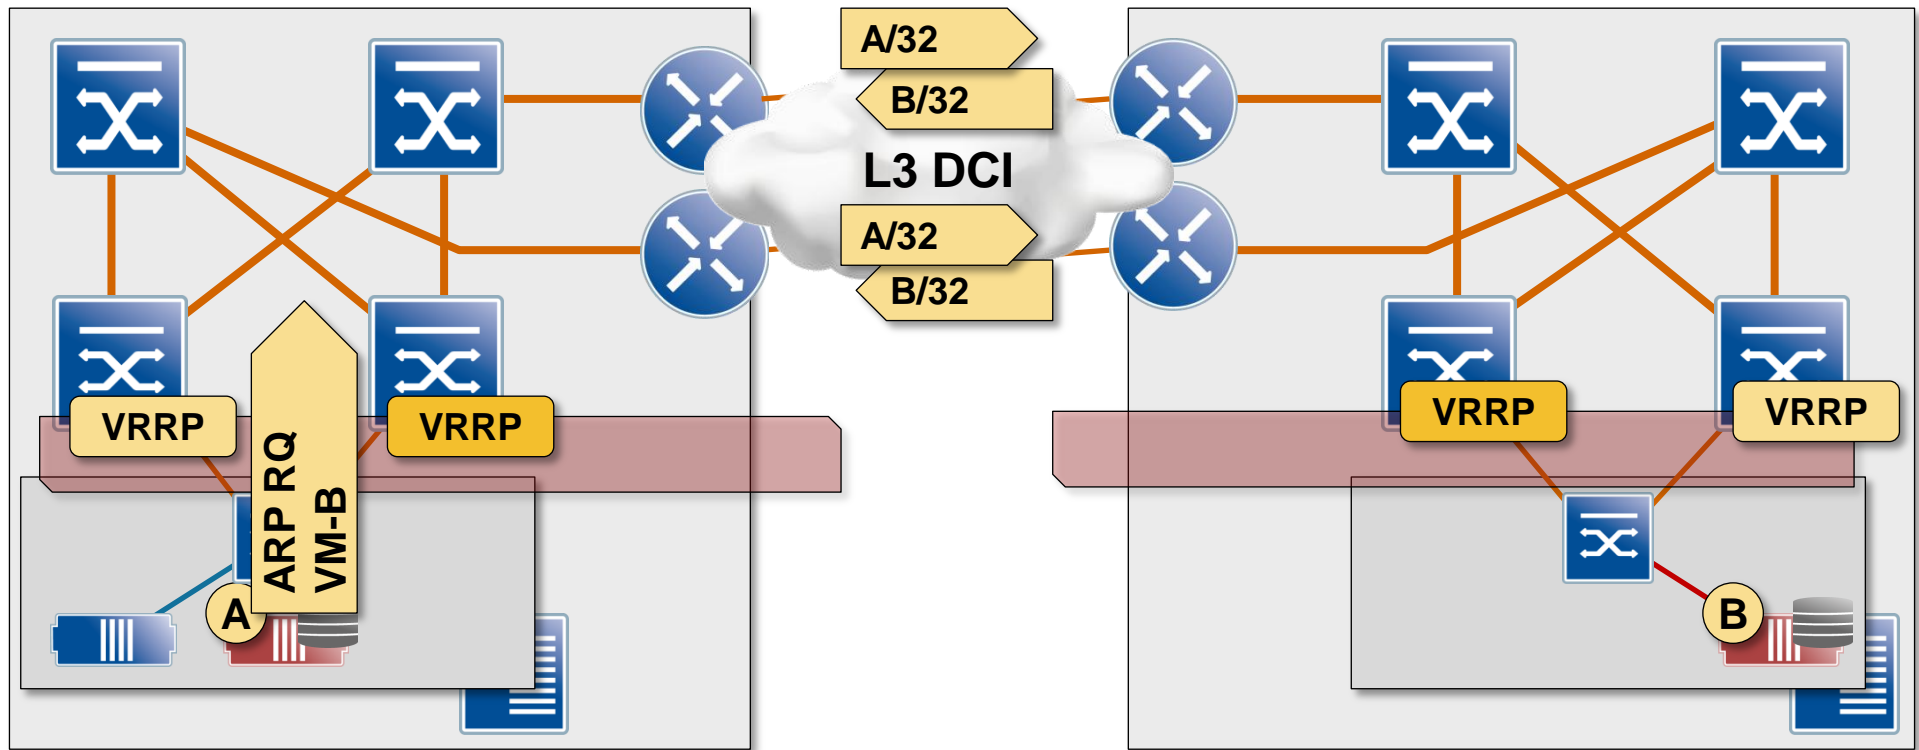 A/32
B/32
L3 DCI
A/32
B/32
VRRP
VRRP
VRRP
VRRP
ARP RQ
VM-B
A
B